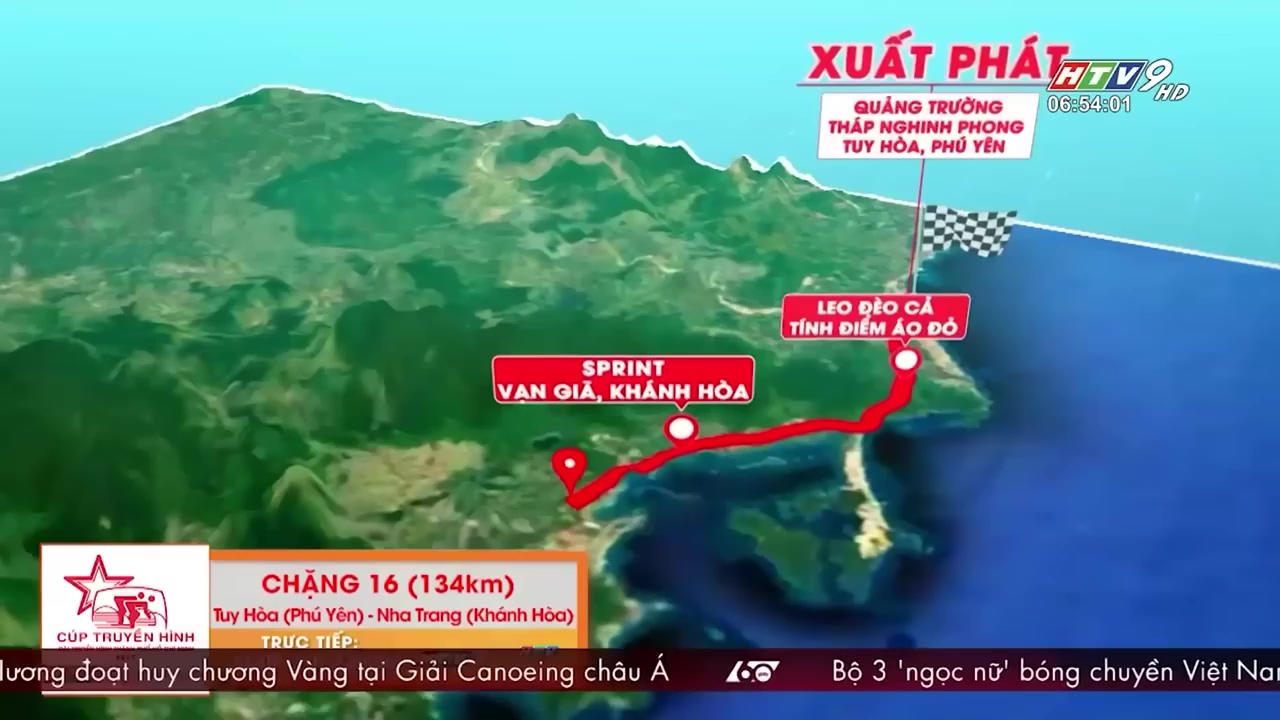 XUẤT PHÁT
HTV9 HD
06:54:01
QUẢNG TRƯỜNG
THÁP NGHINH PHONG
TUY HÒA, PHÚ YÊN
LEO ĐÈO CẢ
TÍNH ĐIỂM ÁO ĐỎ
SPRINT
VẠN GIÃ, KHÁNH HÒA
CHẶNG 16 (134km)
Tuy Hòa (Phú Yên) - Nha Trang (Khánh Hòa)
CÚP TRUYỀN HÌNH
TRỰC TIẾP:
Hương đoạt huy chương Vàng tại Giải Canoeing châu Á
60
Bộ 3 'ngọc nữ' bóng chuyền Việt Nam